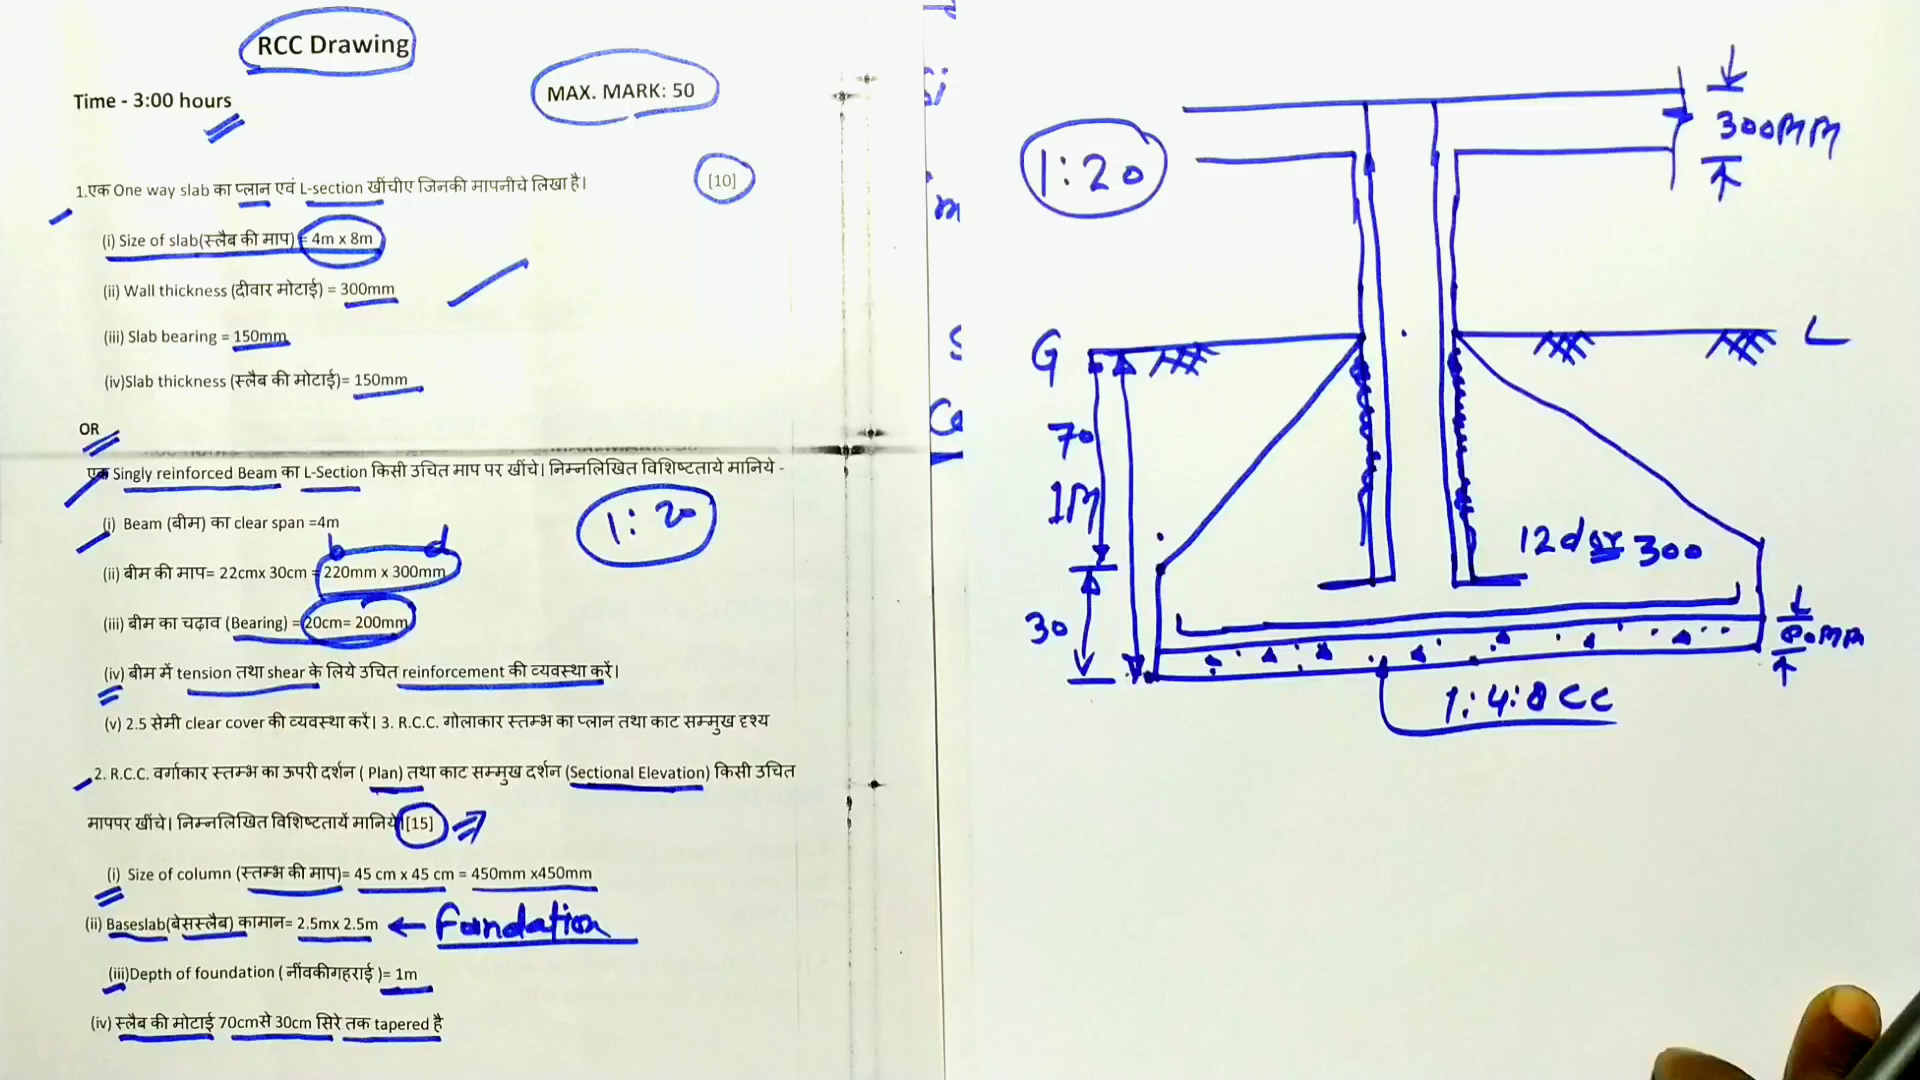 RCC Drawing
MAX. MARK: 50
Time - 3:00 hours
1.एक One way slab का प्लान एवं L-section खींचीए जिनकी मापनीचे लिखा है। [10]
(i) Size of slab(स्लैब की माप) = 4m x 8m
(ii) Wall thickness (दीवार मोटाई) = 300mm
(iii) Slab bearing = 150mm
(iv)Slab thickness (स्लैब की मोटाई)= 150mm
OR
एक Singly reinforced Beam का L-Section किसी उचित माप पर खींचे। निम्नलिखित विशिष्टताये मानिये -
(i) Beam (बीम) का clear span =4m
1:20
b d
(ii) बीम की माप= 22cmx 30cm = 220mm x 300mm
(iii) बीम का चढ़ाव (Bearing) = 20cm= 200mm
(iv) बीम में tension तथा shear के लिये उचित reinforcement की व्यवस्था करें।
(v) 2.5 सेमी clear cover की व्यवस्था करें। 3. R.C.C. गोलाकार स्तम्भ का प्लान तथा काट सम्मुख दृश्य
2. R.C.C. वर्गाकार स्तम्भ का ऊपरी दर्शन ( Plan) तथा काट सम्मुख दर्शन (Sectional Elevation) किसी उचित
मापपर खींचे। निम्नलिखित विशिष्टतायें मानिये।[15]
(i) Size of column (स्तम्भ की माप)= 45 cm x 45 cm = 450mm x450mm
(ii) Baseslab(बेसस्लैब) कामान= 2.5mx 2.5m ← Foundation
(iii)Depth of foundation ( नींवकीगहराई )= 1m
(iv) स्लैब की मोटाई 70cmसे 30cm सिरे तक tapered है
1:20
300MM
G L
70
1M
12 300
30
80MM
1:4:8 CC